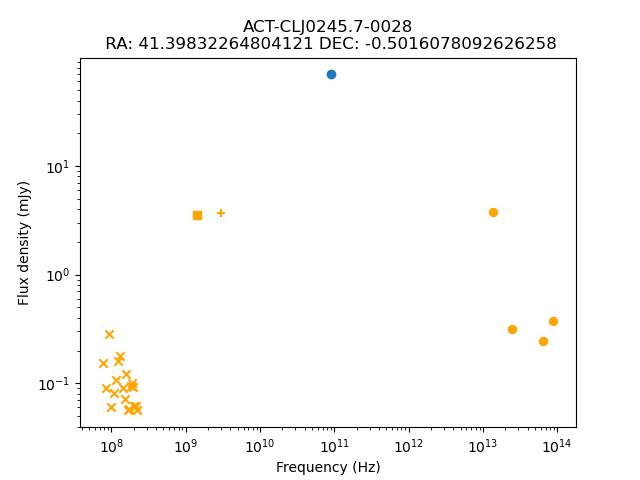 ACT-CLJ0245.7-0028
RA: 41.39832264804121 DEC: -0.5016078092626258
Flux density (mJy)
10¹
10⁰
10⁻¹
10⁸ 10⁹ 10¹⁰ 10¹¹ 10¹² 10¹³ 10¹⁴
Frequency (Hz)